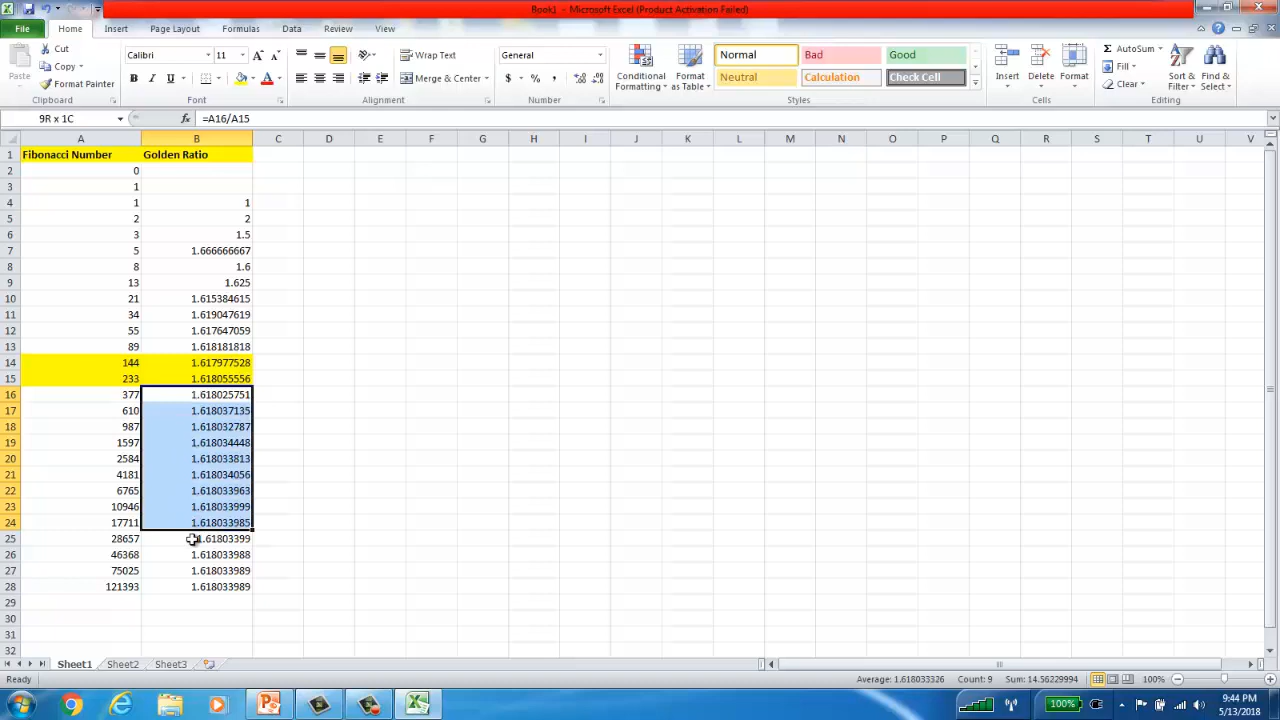 Book1 - Microsoft Excel (Product Activation Failed)
File Home Insert Page Layout Formulas Data Review View
Paste Cut Copy Format Painter
Calibri 11 A A
B I U A
Wrap Text
Merge & Center
General
$ % ,
Conditional Formatting
Format as Table
Normal Bad Good
Neutral Calculation Check Cell
Insert Delete Format
Σ AutoSum
Fill
Clear
Sort & Filter
Find & Select
Clipboard Font Alignment Number Styles Cells Editing
9R x 1C fx =A16/A15
A B C D E F G H I J K L M N O P Q R S T U V
1 Fibonacci Number Golden Ratio
2 0
3 1
4 1 1
5 2 2
6 3 1.5
7 5 1.666666667
8 8 1.6
9 13 1.625
10 21 1.615384615
11 34 1.619047619
12 55 1.617647059
13 89 1.618181818
14 144 1.617977528
15 233 1.618055556
16 377 1.618025751
17 610 1.618037135
18 987 1.618032787
19 1597 1.618034448
20 2584 1.618033813
21 4181 1.618034056
22 6765 1.618033963
23 10946 1.618033999
24 17711 1.618033985
25 28657 1.61803399
26 46368 1.618033988
27 75025 1.618033989
28 121393 1.618033989
29
30
31
32
Sheet1 Sheet2 Sheet3
Ready Average: 1.618033326 Count: 9 Sum: 14.56229994 100%
100% 9:44 PM
5/13/2018